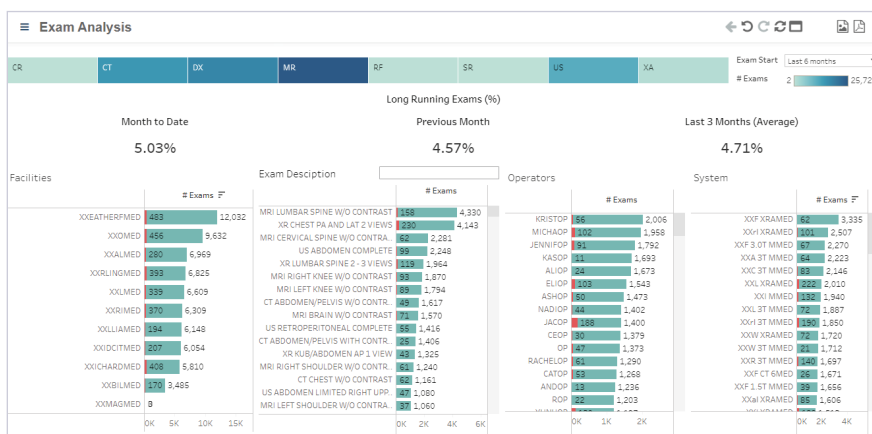 Exam Analysis
CR CT DX MR RF SR US XA
Exam Start Last 6 months
# Exams 2 25,72
Long Running Exams (%)
Month to Date Previous Month Last 3 Months (Average)
5.03% 4.57% 4.71%
Facilities
# Exams
XXEATHERFMED 483 12,032
XXOMED 456 9,632
XXALMED 280 6,969
XXRLINGMED 393 6,825
XXLMED 339 6,609
XXRIMED 370 6,309
XXLLIAMED 194 6,148
XXIDCITMED 207 6,054
XXICHARDMED 408 5,810
XXBILMED 170 3,485
XXMAGMED 8
0K 5K 10K 15K
Exam Desciption
# Exams
MRI LUMBAR SPINE W/O CONTRAST 158 4,330
XR CHEST PA AND LAT 2 VIEWS 230 4,143
MRI CERVICAL SPINE W/O CONTRA.. 62 2,281
US ABDOMEN COMPLETE 99 2,248
XR LUMBAR SPINE 2 - 3 VIEWS 119 1,964
MRI RIGHT KNEE W/O CONTRAST 93 1,870
MRI LEFT KNEE W/O CONTRAST 89 1,794
CT ABDOMEN/PELVIS W/O CONTR.. 49 1,617
MRI BRAIN W/O CONTRAST 71 1,570
US RETROPERITONEAL COMPLETE 55 1,416
CT ABDOMEN/PELVIS WITH CONTR.. 25 1,406
XR KUB/ABDOMEN AP 1 VIEW 43 1,325
MRI RIGHT SHOULDER W/O CONTR.. 61 1,240
CT CHEST W/O CONTRAST 62 1,161
US ABDOMEN LIMITED RIGHT UPP.. 47 1,080
MRI LEFT SHOULDER W/O CONTRA.. 37 1,060
0K 2K 4K 6K
Operators
# Exams
KRISTOP 56 2,006
MICHAOP 102 1,958
JENNIFOP 91 1,792
KASOP 11 1,693
ALIOP 24 1,673
ELIOP 103 1,543
ASHOP 50 1,473
NADIOP 44 1,402
JACOP 188 1,400
CEOP 30 1,379
OP 47 1,373
RACHELOP 61 1,290
CATOP 53 1,268
ANDOP 13 1,236
ROP 22 1,203
0K 1K 2K
System
# Exams
XXF XRAMED 62 3,335
XXrl XRAMED 101 2,507
XXF 3.0T MMED 67 2,270
XXA 3T MMED 64 2,223
XXC 3T MMED 83 2,146
XXL XRAMED 222 2,010
XXI MMED 132 1,940
XXL 3T MMED 72 1,887
XXrl 3T MMED 190 1,850
XXW XRAMED 72 1,720
XXW 3T MMED 21 1,712
XXR 3T MMED 140 1,697
XXF CT 6MED 26 1,671
XXF 1.5T MMED 39 1,656
XXal XRAMED 85 1,606
0K 2K 4K